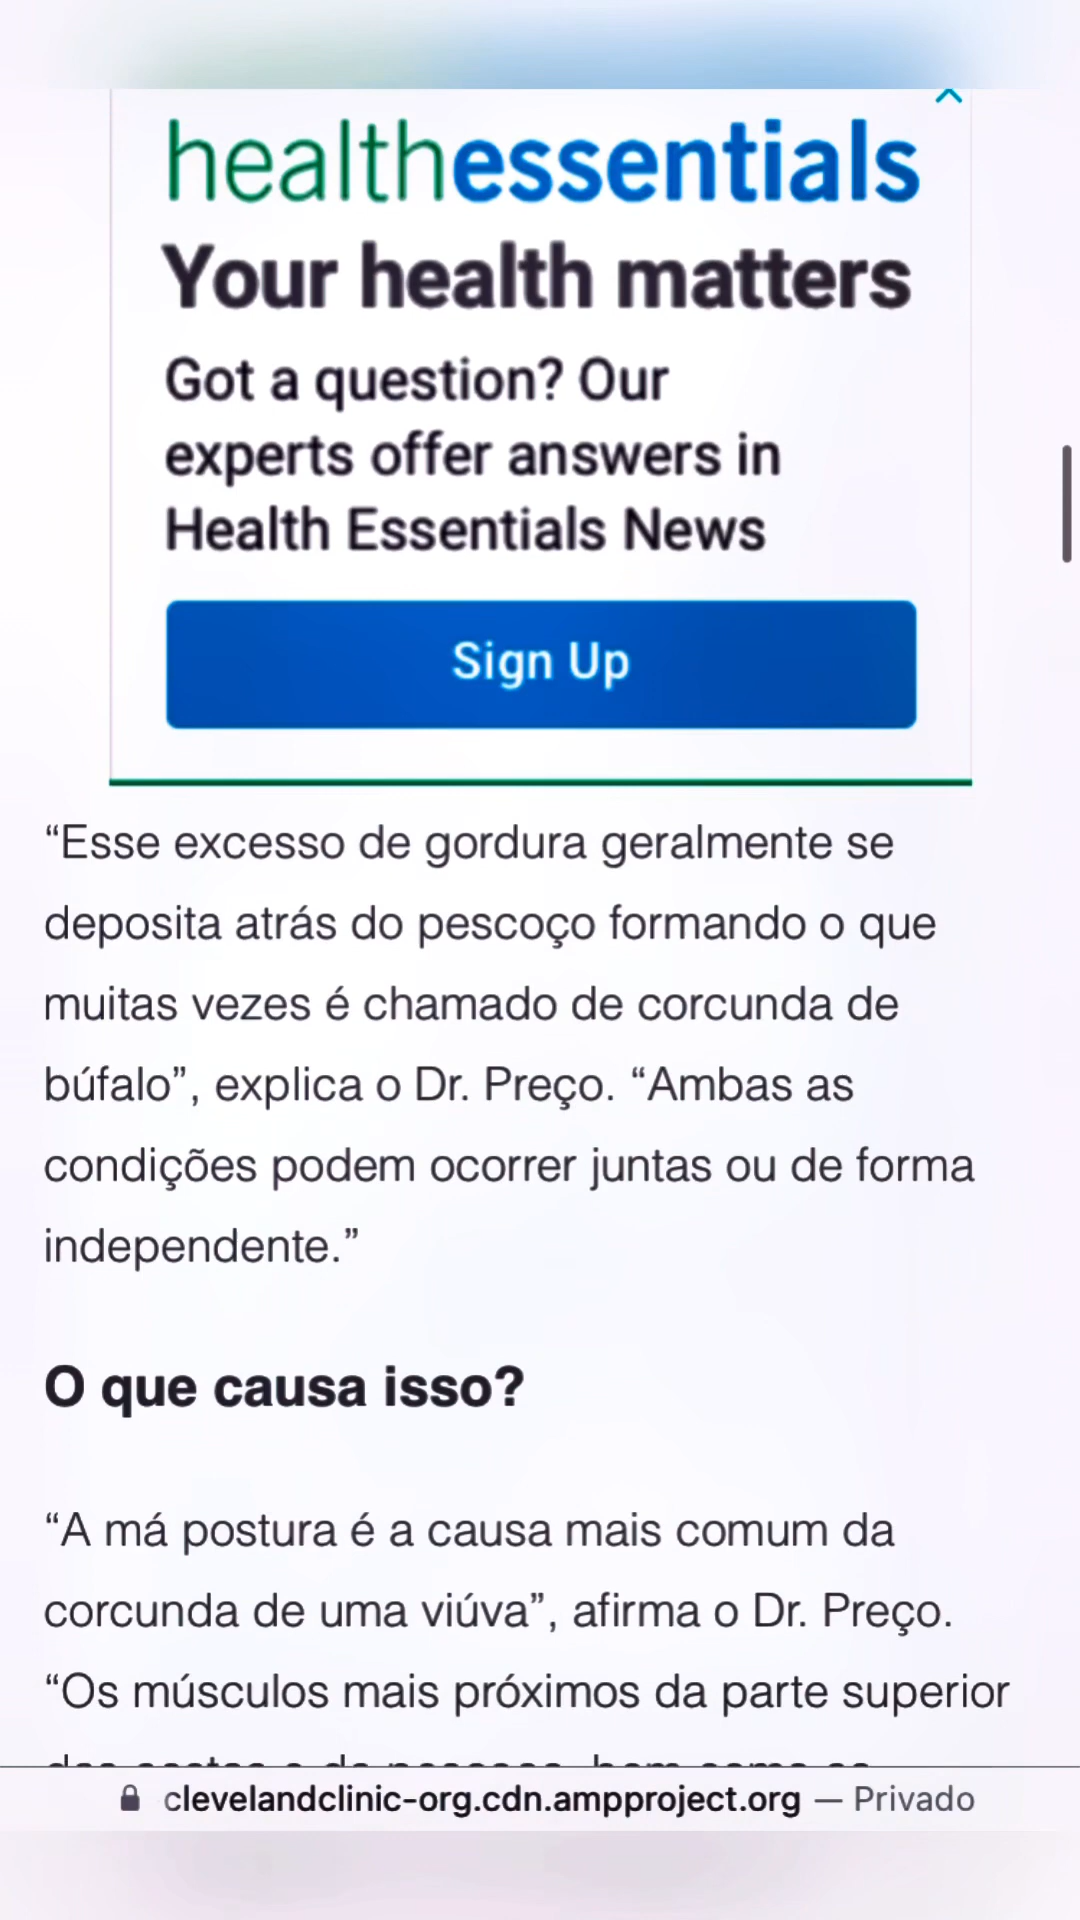 healthessentials
Your health matters
Got a question? Our
experts offer answers in
Health Essentials News
Sign Up
“Esse excesso de gordura geralmente se
deposita atrás do pescoço formando o que
muitas vezes é chamado de corcunda de
búfalo”, explica o Dr. Preço. “Ambas as
condições podem ocorrer juntas ou de forma
independente.”
O que causa isso?
“A má postura é a causa mais comum da
corcunda de uma viúva”, afirma o Dr. Preço.
“Os músculos mais próximos da parte superior
clevelandclinic-org.cdn.ampproject.org — Privado